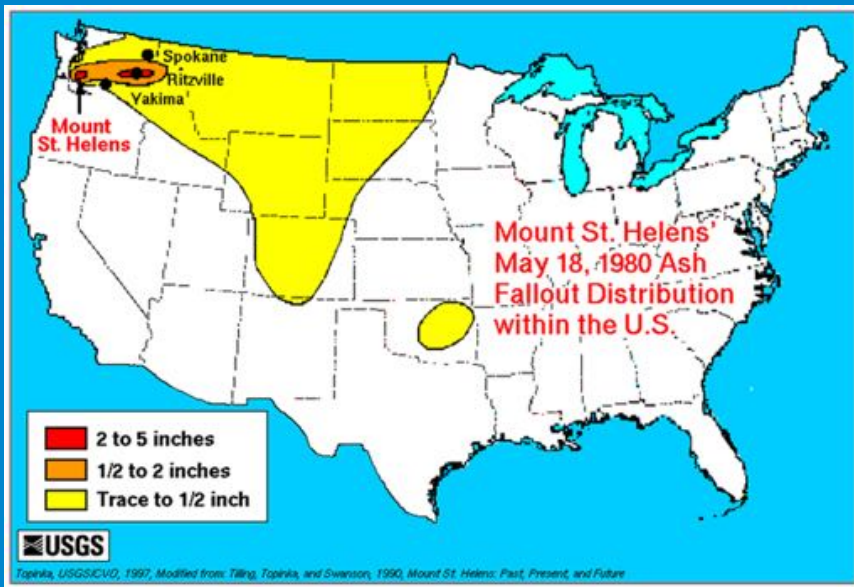 Spokane
Ritzville
Yakima
Mount
St. Helens
Mount St. Helens'
May 18, 1980 Ash
Fallout Distribution
within the U.S.
2 to 5 inches
1/2 to 2 inches
Trace to 1/2 inch
USGS
Topinka, USGS/CVO, 1997, Modified from: Tilling, Topinka, and Swanson, 1990, Mount St. Helens: Past, Present, and Future